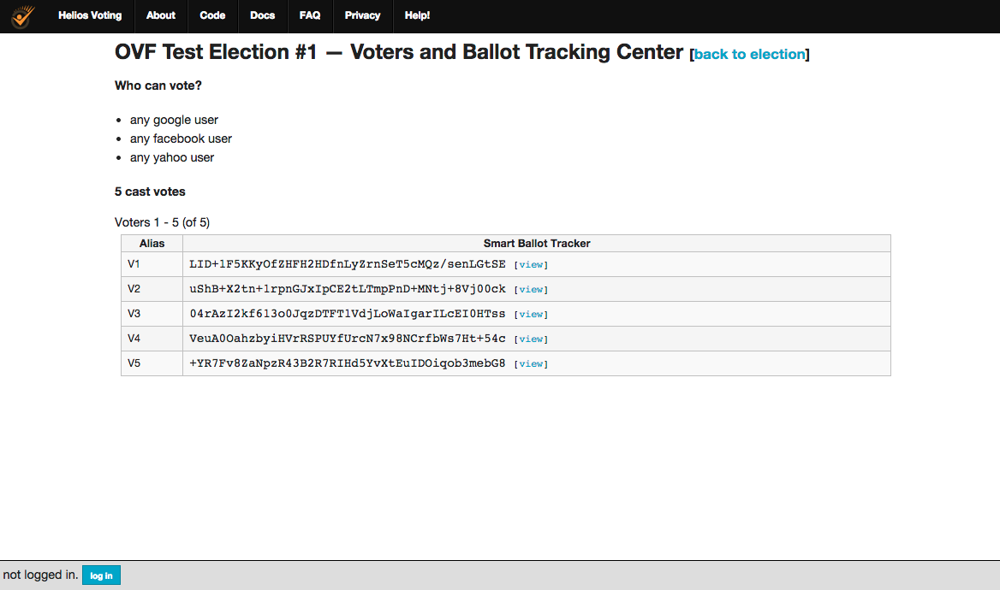 Helios Voting About Code Docs FAQ Privacy Help!
OVF Test Election #1 — Voters and Ballot Tracking Center [back to election]
Who can vote?
• any google user
• any facebook user
• any yahoo user
5 cast votes
Voters 1 - 5 (of 5)
Alias Smart Ballot Tracker
V1 LID+1F5KKyOfZHFH2HDfnLyZrnSeT5cMQz/senLGtSE [view]
V2 uShB+X2tn+1rpnGJxIpCE2tLTmpPnD+MNtj+8Vj00ck [view]
V3 04rAzI2kf613o0JqzDTFT1VdjLoWaIgarILcEI0HTss [view]
V4 VeuA0OahzbyiHVrRSPUYfUrcN7x98NCrfbWs7Ht+54c [view]
V5 +YR7Fv8ZaNpzR43B2R7RIHd5YvXtEuIDOiqob3mebG8 [view]
not logged in. log in